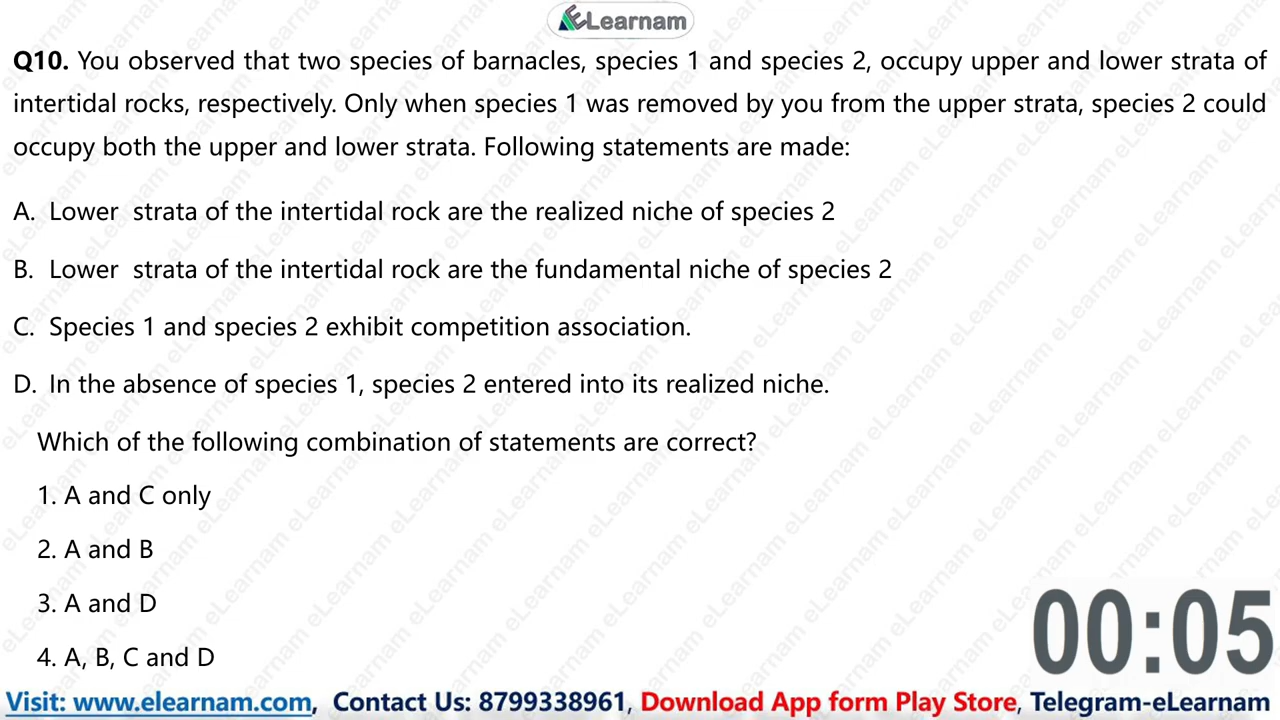 eLearnam
Q10. You observed that two species of barnacles, species 1 and species 2, occupy upper and lower strata of
intertidal rocks, respectively. Only when species 1 was removed by you from the upper strata, species 2 could
occupy both the upper and lower strata. Following statements are made:
A. Lower strata of the intertidal rock are the realized niche of species 2
B. Lower strata of the intertidal rock are the fundamental niche of species 2
C. Species 1 and species 2 exhibit competition association.
D. In the absence of species 1, species 2 entered into its realized niche.
Which of the following combination of statements are correct?
1. A and C only
2. A and B
3. A and D
4. A, B, C and D
00:05
Visit: www.elearnam.com, Contact Us: 8799338961, Download App form Play Store, Telegram-eLearnam